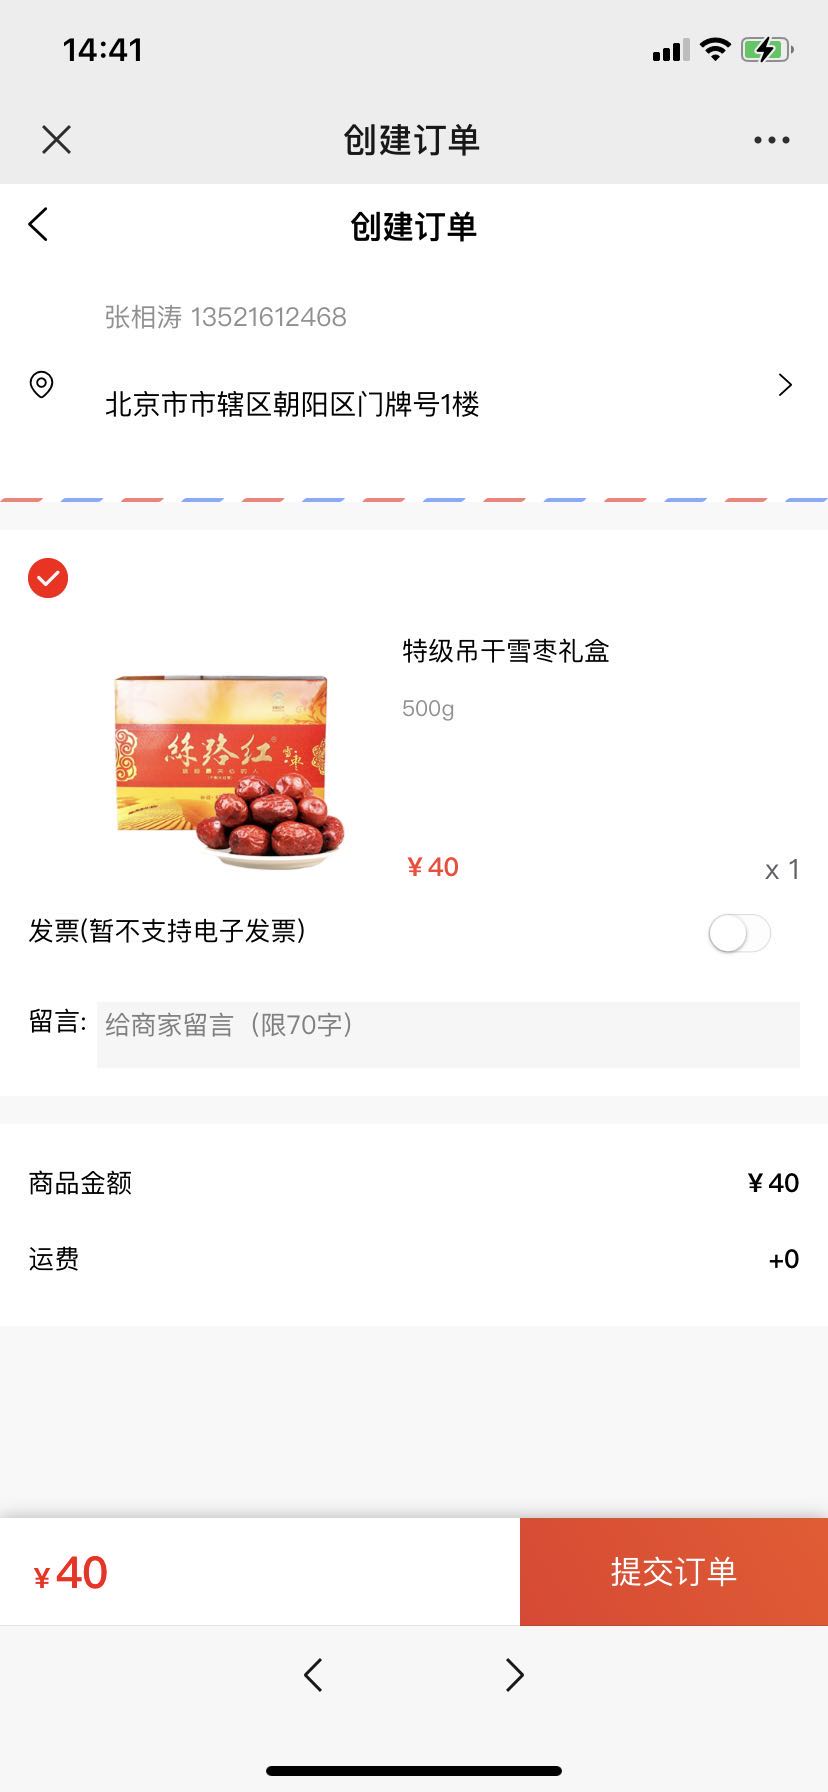 14:41
创建订单
创建订单
张相涛 13521612468
北京市市辖区朝阳区门牌号1楼
特级吊干雪枣礼盒
500g
絲路红®
雪枣
¥40
x 1
发票(暂不支持电子发票)
留言:
给商家留言（限70字）
商品金额
¥40
运费
+0
¥40
提交订单